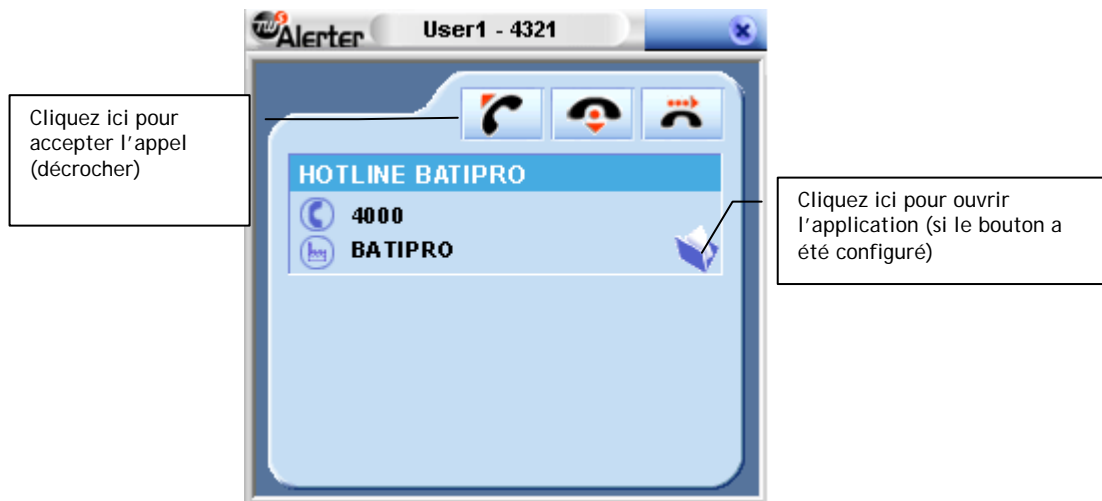 TWS Alerter User1 - 4321
Cliquez ici pour
accepter l'appel
(décrocher)
HOTLINE BATIPRO
4000
BATIPRO
Cliquez ici pour ouvrir
l'application (si le bouton a
été configuré)